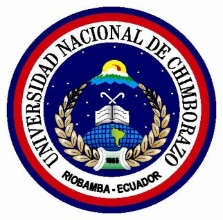 UNIVERSIDAD NACIONAL DE CHIMBORAZO
RIOBAMBA - ECUADOR